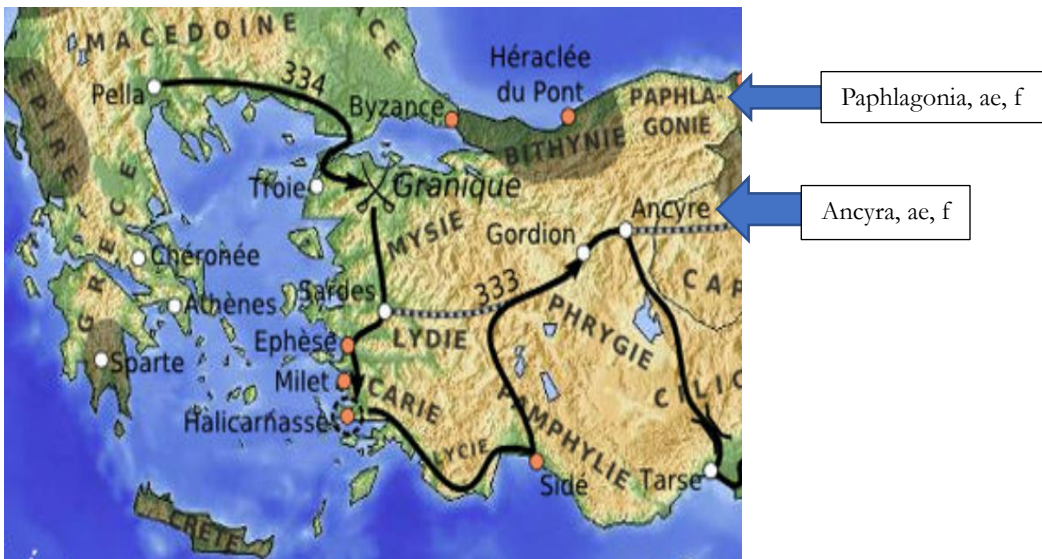 MACEDOINE
CE
Héraclée
du Pont
334
Pella
Byzance
PAPHLA-
GONIE
Paphlagonia, ae, f
EPIRE
BITHYNIE
Troie
Granique
Ancyre
Ancyra, ae, f
GRECE
MYSIE
Gordion
Chéronée
333
CAP
Athènes
Sardes
PHRYGIE
Ephèse
LYDIE
Sparte
Milet
CARIE
CILIC
Halicarnasse
PAMPHYLIE
LYCIE
Sidé
Tarse
CRÈTE